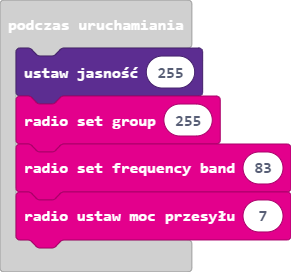 podczas uruchamiania
ustaw jasność 255
radio set group 255
radio set frequency band 83
radio ustaw moc przesyłu 7